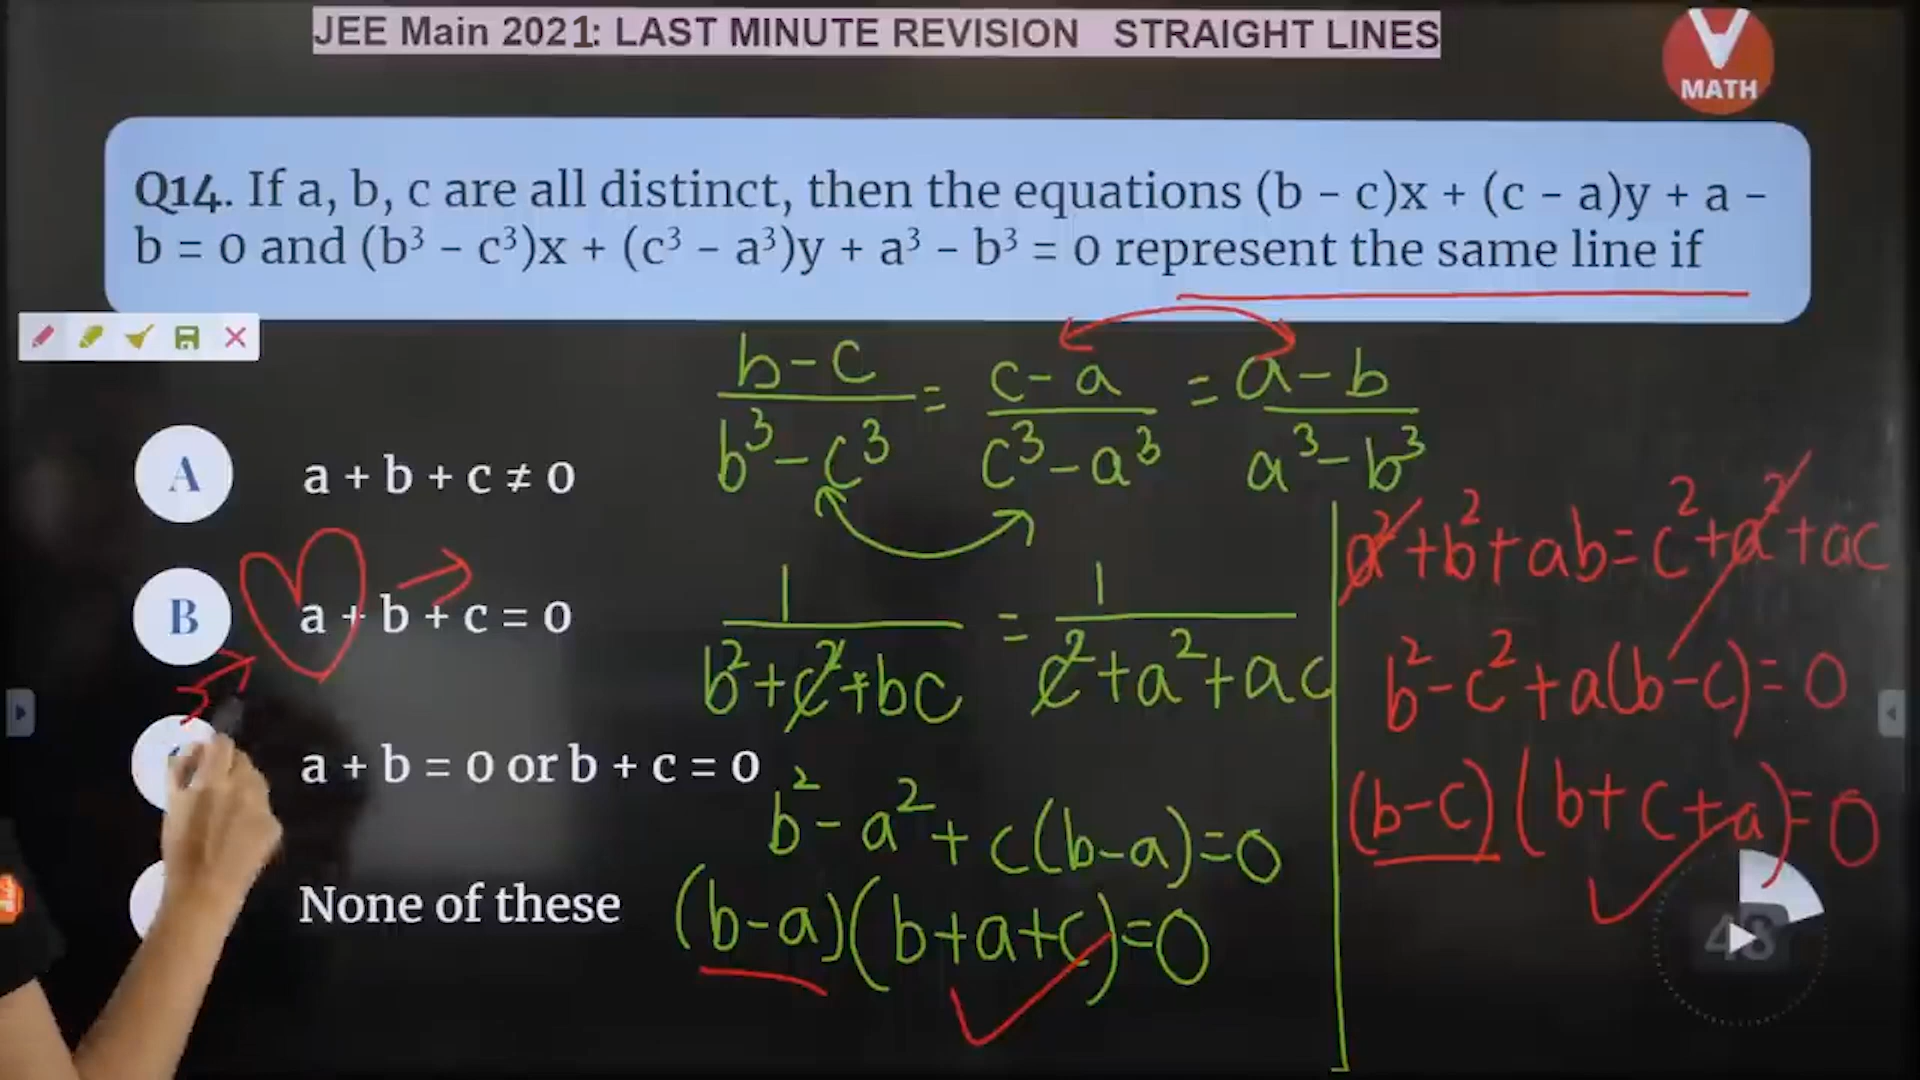 JEE Main 2021: LAST MINUTE REVISION STRAIGHT LINES
V
MATH
Q14. If a, b, c are all distinct, then the equations (b – c)x + (c – a)y + a –
b = 0 and (b³ – c³)x + (c³ – a³)y + a³ – b³ = 0 represent the same line if
A a + b + c ≠ 0
B a + b + c = 0
a + b = 0 or b + c = 0
None of these
b-c/b³-c³ = c-a/c³-a³ = a-b/a³-b³
1/b²+c²+bc = 1/c²+a²+ac
b²-a²+c(b-a)=0
(b-a)(b+a+c)=0
a²+b²+ab=c²+a²+ac
b²-c²+a(b-c)=0
(b-c)(b+c+a)=0
48